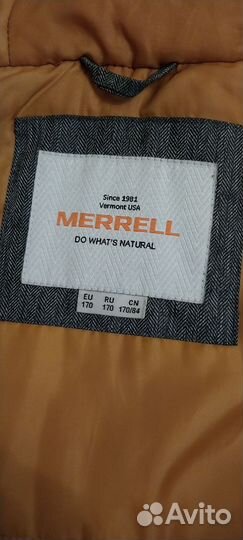 Since 1981
Vermont USA
MERRELL
DO WHAT'S NATURAL
EU RU CN
170 170 170/84
Avito